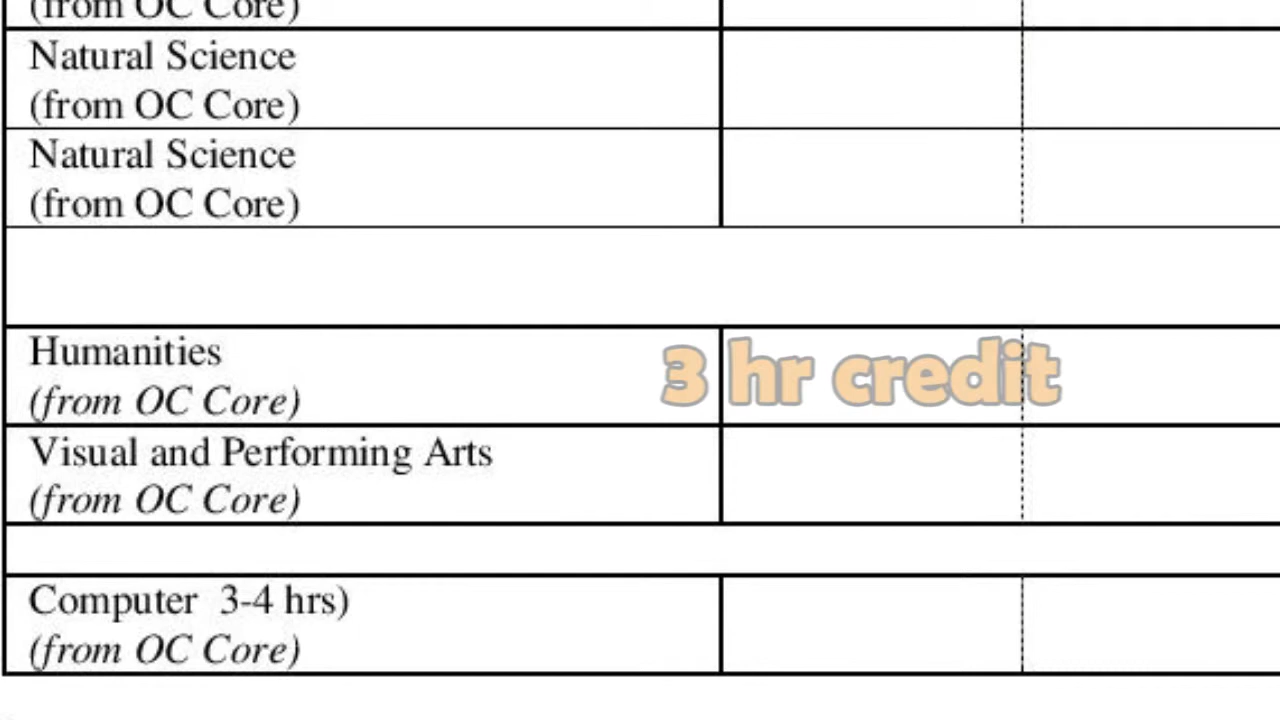 (from OC Core)
Natural Science
(from OC Core)
Natural Science
(from OC Core)
Humanities
3 hr credit
(from OC Core)
Visual and Performing Arts
(from OC Core)
Computer  3-4 hrs)
(from OC Core)